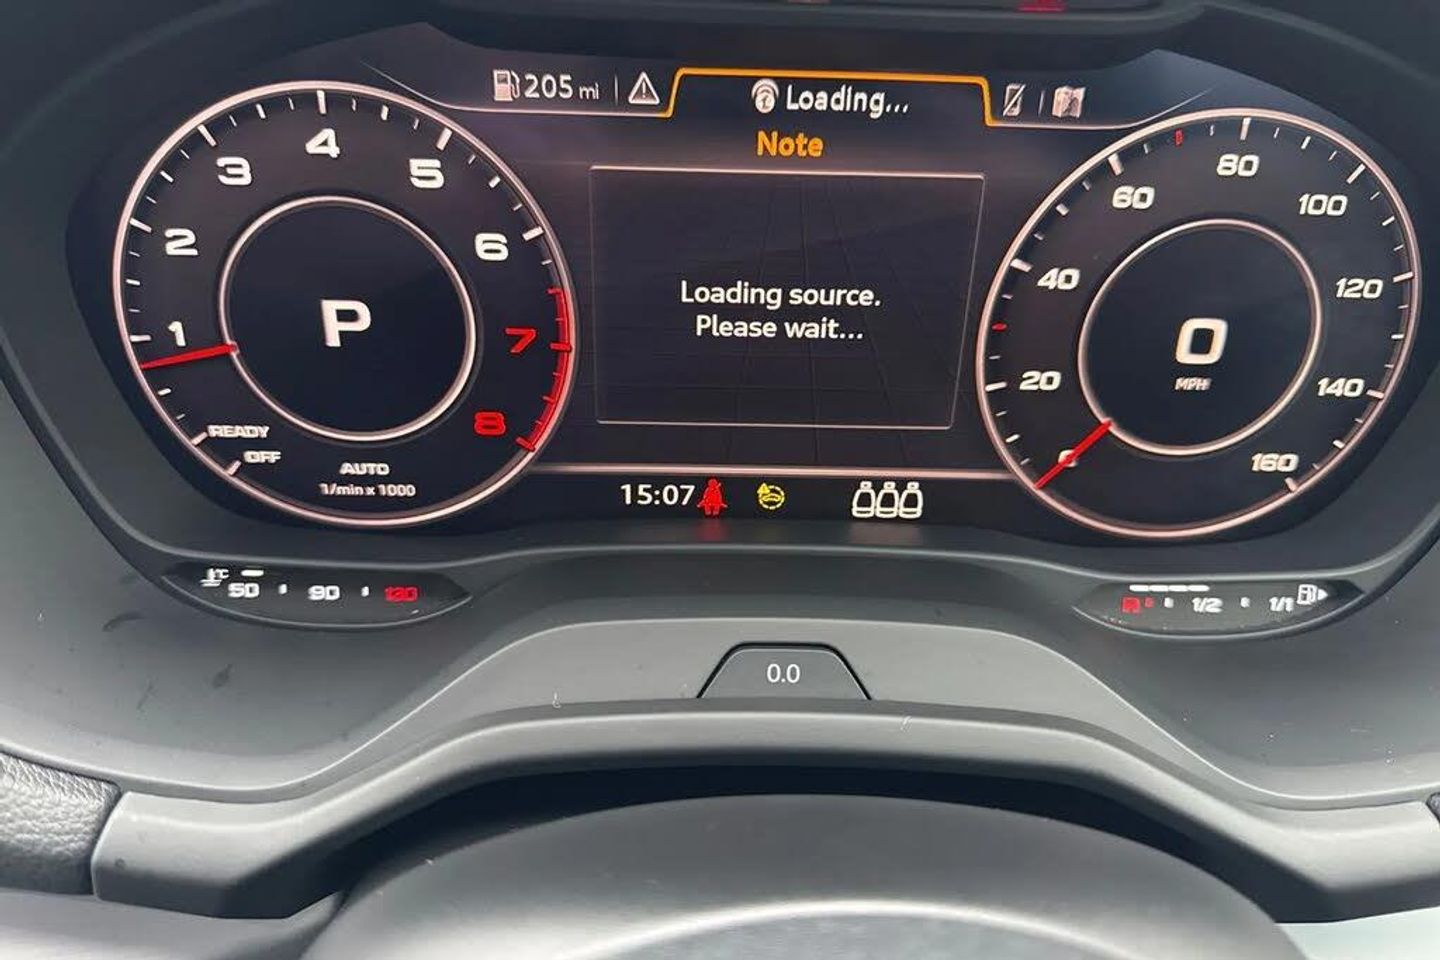 205 mi
Loading...
Note
Loading source.
Please wait...
1
2
3
4
5
6
7
8
P
READY
OFF
AUTO
1/min x 1000
0
20
40
60
80
100
120
140
160
0
MPH
15:07
°C
50
90
130
R
1/2
1/1
0.0